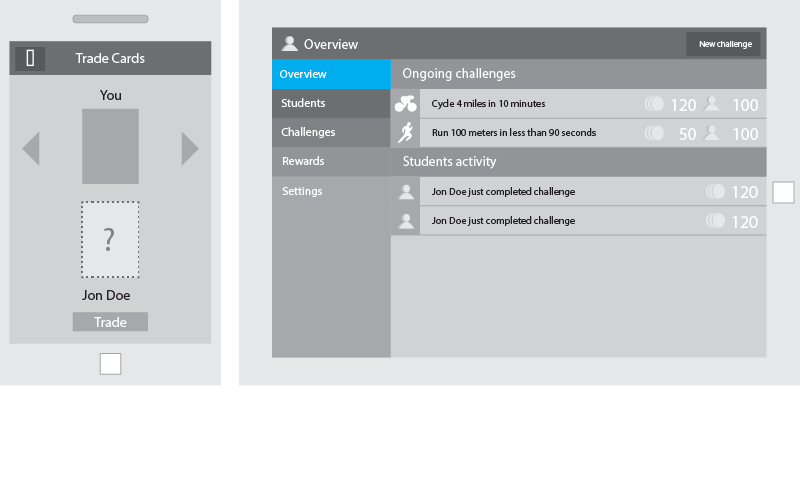 Trade Cards
You
?
Jon Doe
Trade
Overview
New challenge
Overview
Students
Challenges
Rewards
Settings
Ongoing challenges
Cycle 4 miles in 10 minutes 120 100
Run 100 meters in less than 90 seconds 50 100
Students activity
Jon Doe just completed challenge 120
Jon Doe just completed challenge 120